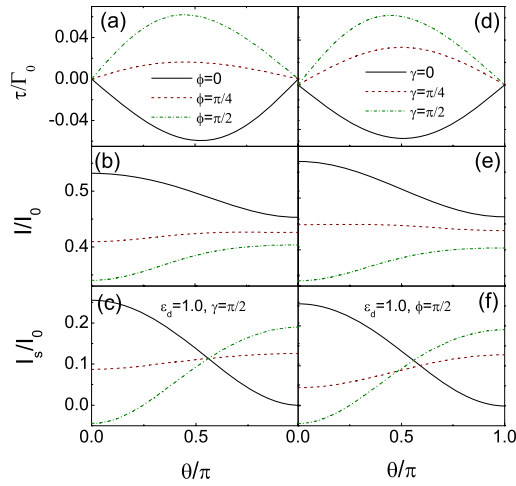 (a)
(d)
τ/Γ0
0.04
0.00
-0.04
ϕ=0
ϕ=π/4
ϕ=π/2
γ=0
γ=π/4
γ=π/2
(b)
(e)
I/I0
0.5
0.4
(c)
εd=1.0, γ=π/2
εd=1.0, ϕ=π/2
(f)
Is/I0
0.2
0.1
0.0
0.0
0.5
0.0
0.5
1.0
θ/π
θ/π